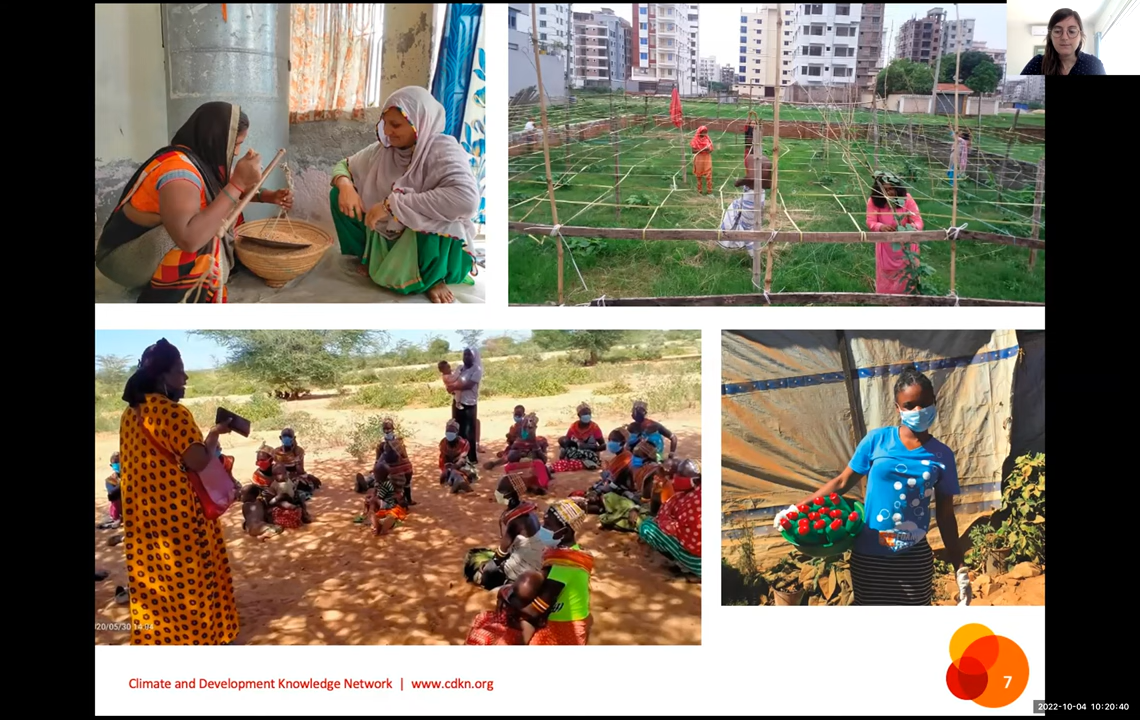 20/05/30 14:04
Climate and Development Knowledge Network | www.cdkn.org
7
2022-10-04 10:20:40